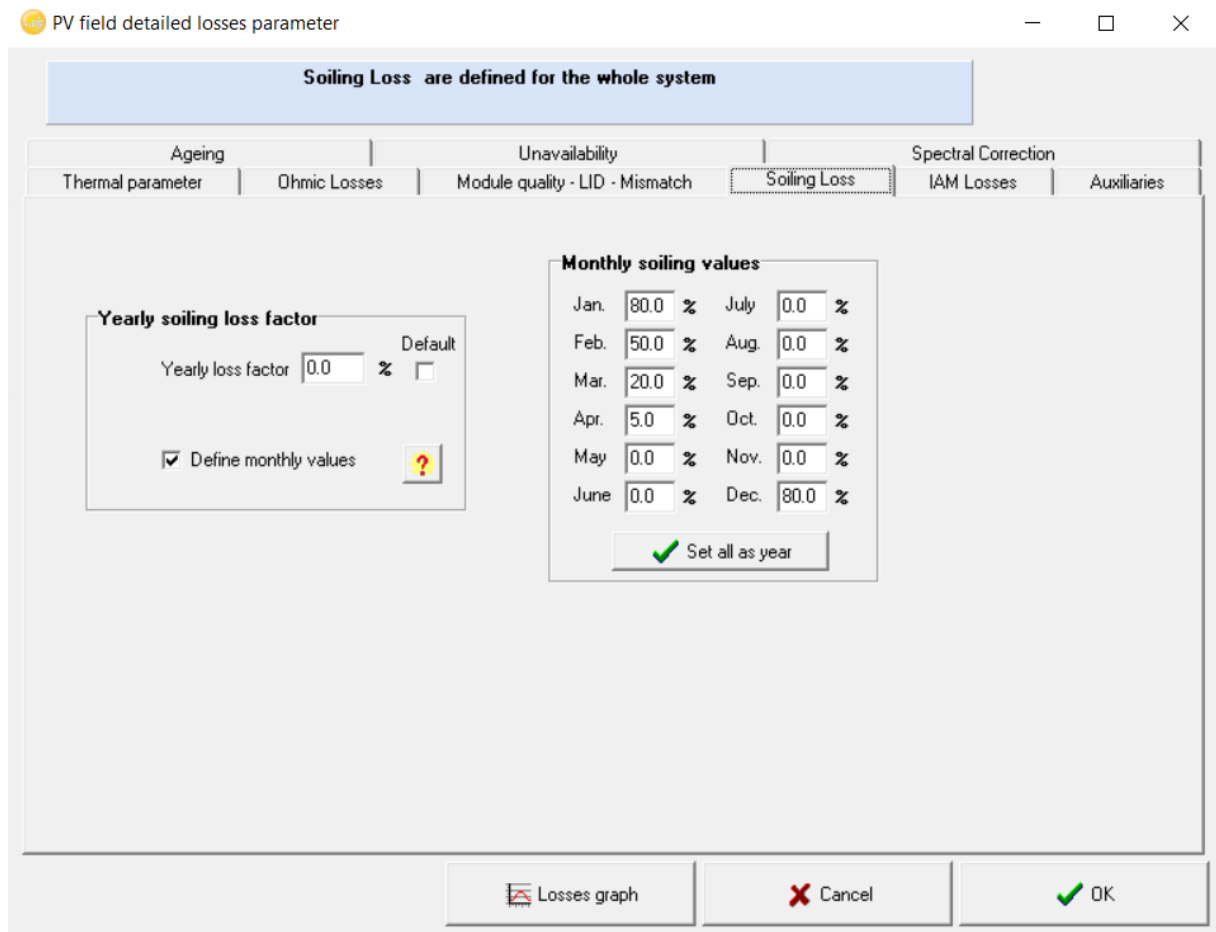 PV field detailed losses parameter
Soiling Loss are defined for the whole system
Ageing Unavailability Spectral Correction
Thermal parameter Ohmic Losses Module quality - LID - Mismatch Soiling Loss IAM Losses Auxiliaries
Yearly soiling loss factor
Default
Yearly loss factor 0.0 %
Define monthly values ?
Monthly soiling values
Jan. 80.0 % July 0.0 %
Feb. 50.0 % Aug. 0.0 %
Mar. 20.0 % Sep. 0.0 %
Apr. 5.0 % Oct. 0.0 %
May 0.0 % Nov. 0.0 %
June 0.0 % Dec. 80.0 %
Set all as year
Losses graph Cancel OK